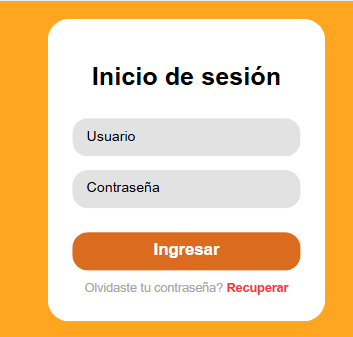 Inicio de sesión
Usuario
Contraseña
Ingresar
Olvidaste tu contraseña? Recuperar